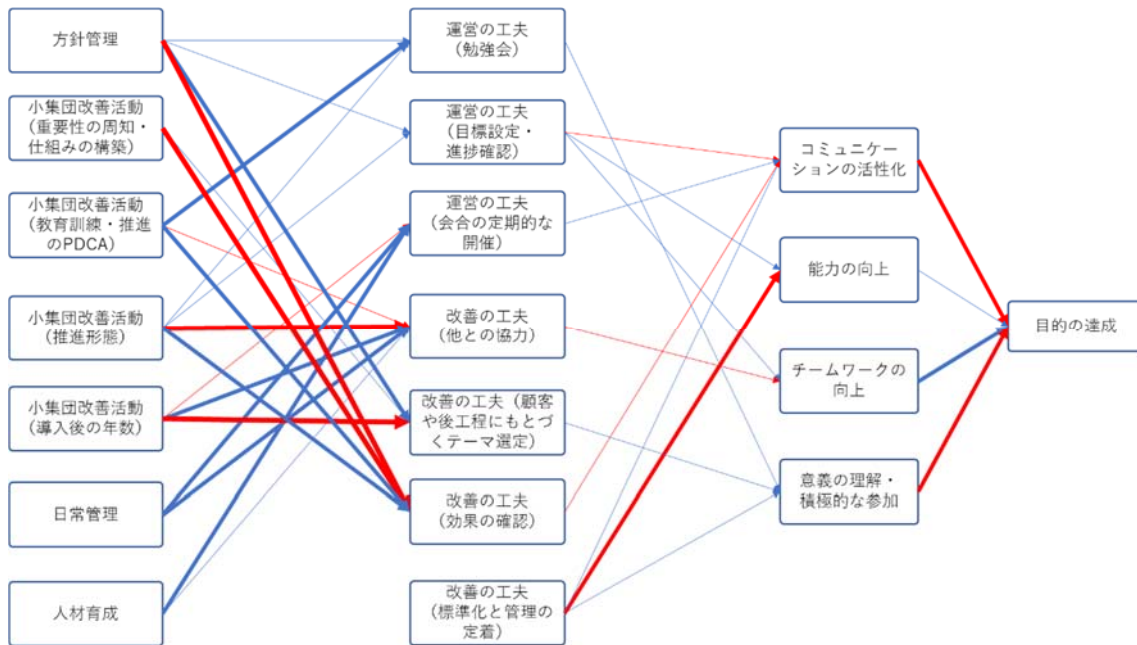 方針管理
小集団改善活動
（重要性の周知・
仕組みの構築）
小集団改善活動
（教育訓練・推進
のPDCA）
小集団改善活動
（推進形態）
小集団改善活動
（導入後の年数）
日常管理
人材育成
運営の工夫
（勉強会）
運営の工夫
（目標設定・
進捗確認）
運営の工夫
（会合の定期的な
開催）
改善の工夫
（他との協力）
改善の工夫（顧客
や後工程にもとづ
くテーマ選定）
改善の工夫
（効果の確認）
改善の工夫
（標準化と管理の
定着）
コミュニケー
ションの活性化
能力の向上
チームワークの
向上
意義の理解・
積極的な参加
目的の達成